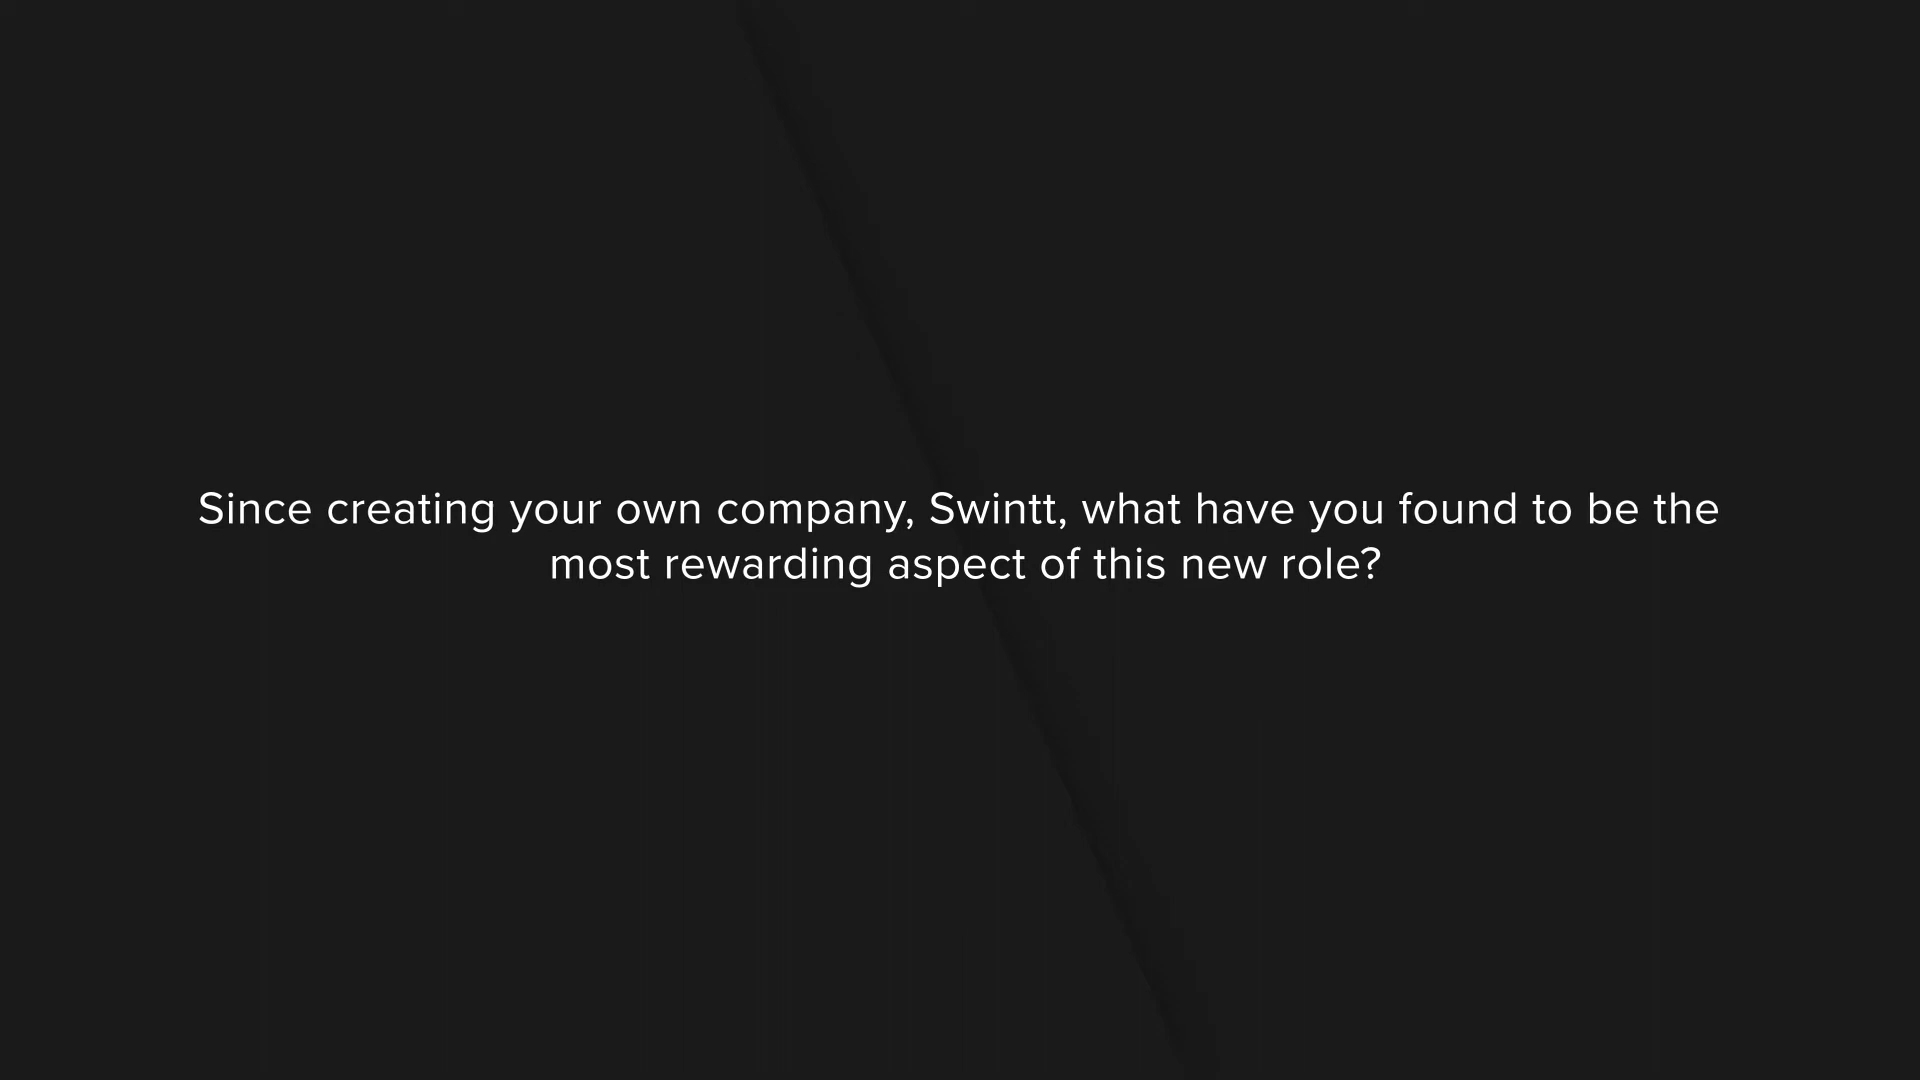 Since creating your own company, Swintt, what have you found to be the
most rewarding aspect of this new role?